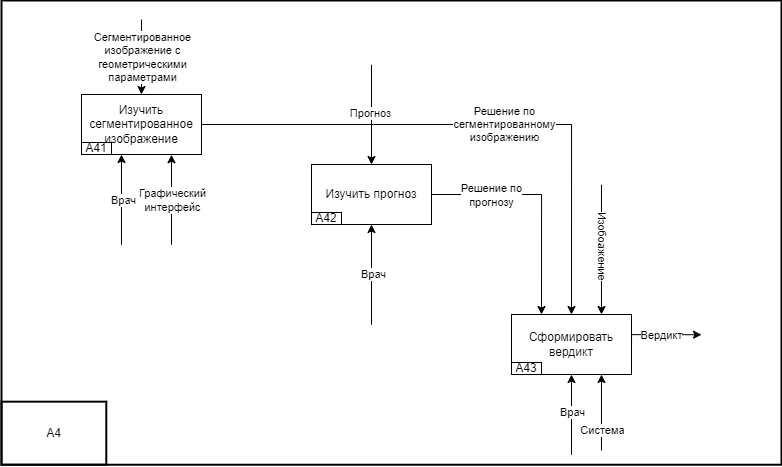 Сегментированное
изображение с
геометрическими
параметрами
Изучить
сегментированное
изображение
A41
Врач
Графический
интерфейс
Прогноз
Решение по
сегментированному
изображению
Изучить прогноз
A42
Врач
Решение по
прогнозу
Изобоажение
Сформировать
вердикт
A43
Вердикт
Врач
Система
A4